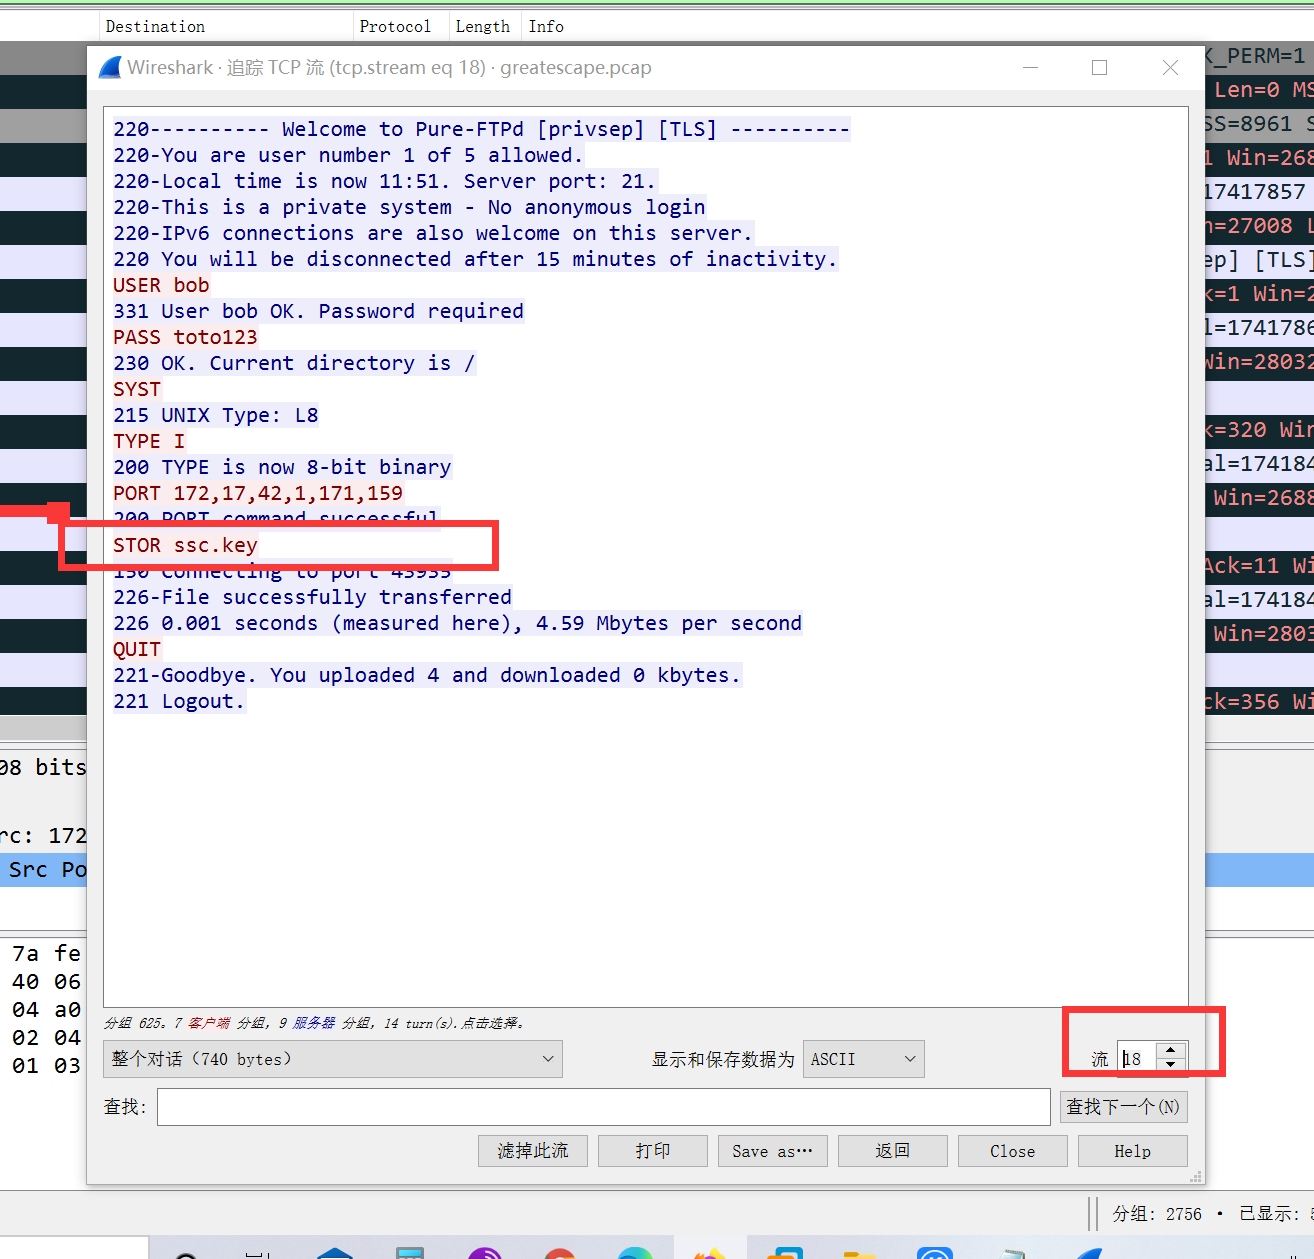 Destination Protocol Length Info
Wireshark · 追踪 TCP 流 (tcp.stream eq 18) · greatescape.pcap
220---------- Welcome to Pure-FTPd [privsep] [TLS] ----------
220-You are user number 1 of 5 allowed.
220-Local time is now 11:51. Server port: 21.
220-This is a private system - No anonymous login
220-IPv6 connections are also welcome on this server.
220 You will be disconnected after 15 minutes of inactivity.
USER bob
331 User bob OK. Password required
PASS toto123
230 OK. Current directory is /
SYST
215 UNIX Type: L8
TYPE I
200 TYPE is now 8-bit binary
PORT 172,17,42,1,171,159
200 PORT command successful
STOR ssc.key
150 Connecting to port 43935
226-File successfully transferred
226 0.001 seconds (measured here), 4.59 Mbytes per second
QUIT
221-Goodbye. You uploaded 4 and downloaded 0 kbytes.
221 Logout.
K_PERM=1
Len=0 MS
SS=8961 S
1 Win=268
17417857
n=27008 L
ep] [TLS]
k=1 Win=2
l=1741786
Win=28032
k=320 Win
al=174184
Win=2688
Ack=11 Wi
al=174184
Win=2803
ck=356 Wi
08 bits
rc: 172
Src Po
7a fe
40 06
04 a0
02 04
01 03
分组 625。7 客户端 分组, 9 服务器 分组, 14 turn(s).点击选择。
整个对话 (740 bytes)
显示和保存数据为 ASCII
流 18
查找:
查找下一个(N)
滤掉此流 打印 Save as… 返回 Close Help
分组: 2756 · 已显示: 5